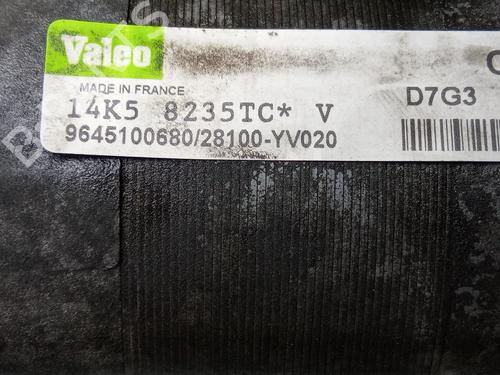 Valeo
MADE IN FRANCE
14K5 8235TC* V
D7G3
9645100680/28100-YV020